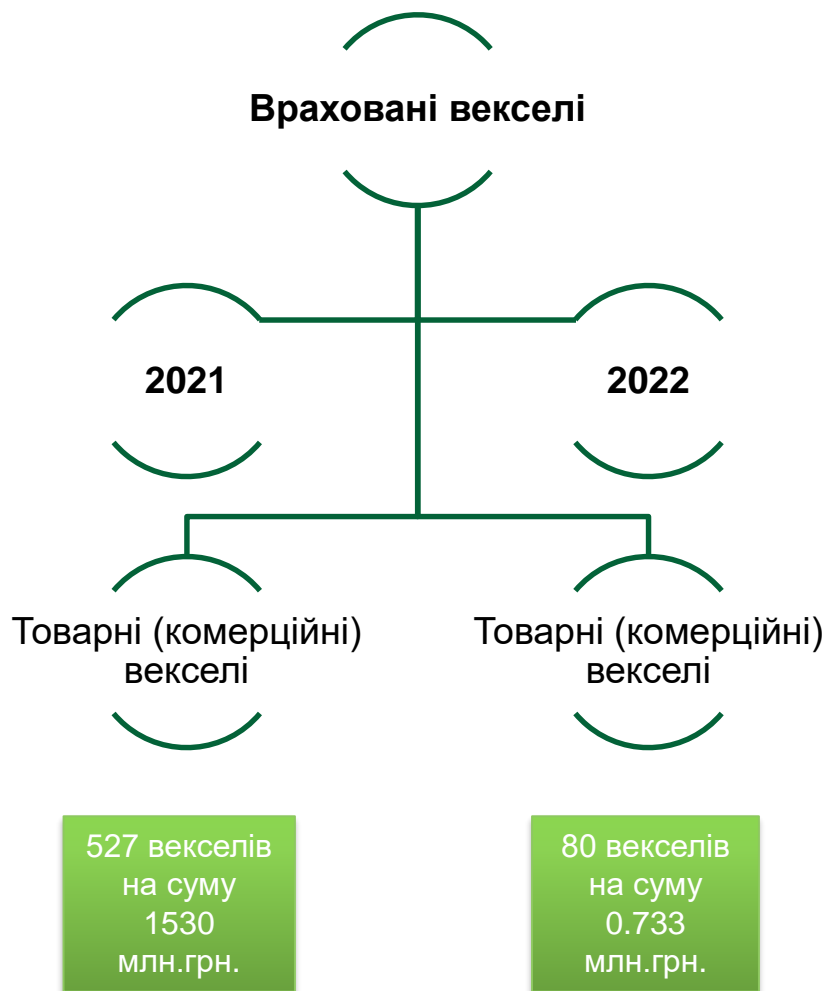 Враховані векселі
2021
2022
Товарні (комерційні)
векселі
Товарні (комерційні)
векселі
527 векселів
на суму
1530
млн.грн.
80 векселів
на суму
0.733
млн.грн.